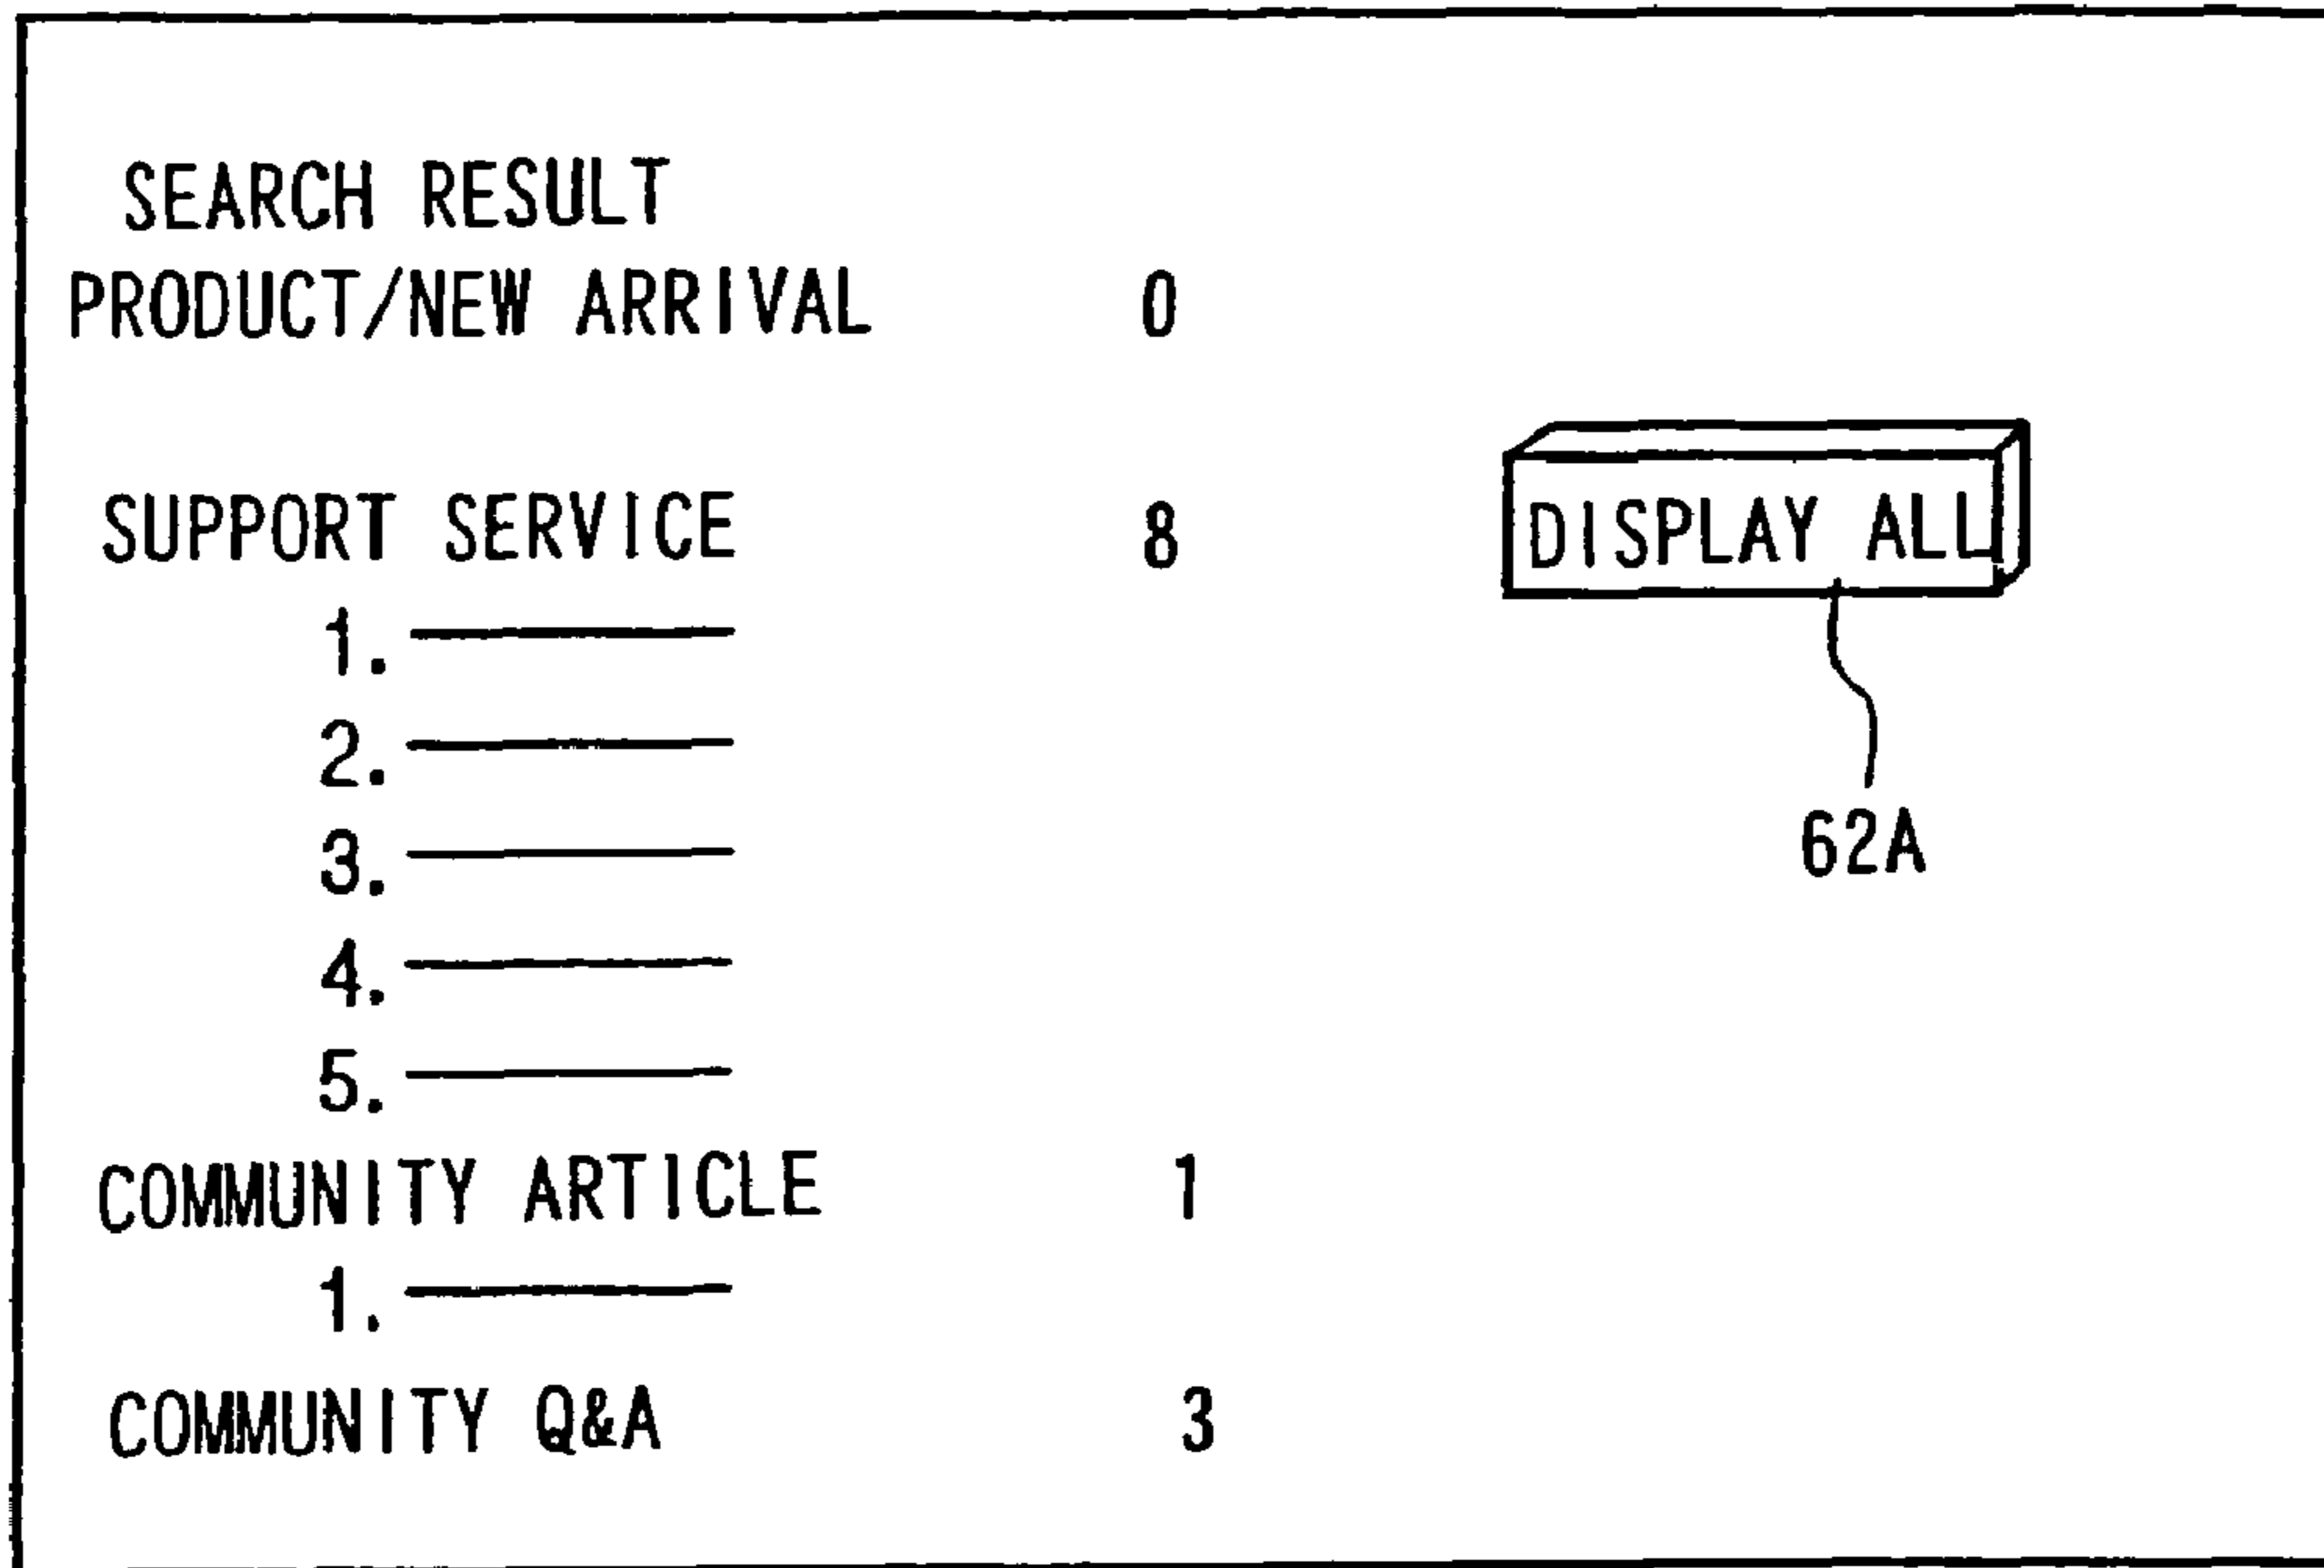 SEARCH RESULT
PRODUCT/NEW ARRIVAL 0
SUPPORT SERVICE 8 DISPLAY ALL
1.
2.
3.
62A
4.
5.
COMMUNITY ARTICLE 1
1.
COMMUNITY Q&A 3